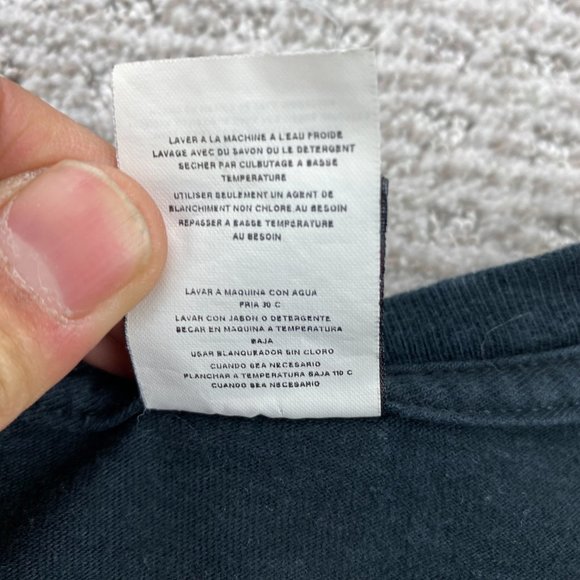 LAVER A LA MACHINE A L'EAU FROIDE
LAVAGE AVEC DU SAVON OU LE DETERGENT
SECHER PAR CULBUTAGE A BASSE
TEMPERATURE
UTILISER SEULEMENT UN AGENT DE
BLANCHIMENT NON CHLORE AU BESOIN
REPASSER A BASSE TEMPERATURE
AU BESOIN
LAVAR A MAQUINA CON AGUA
FRIA 30 C
LAVAR CON JABON O DETERGENTE
SECAR EN MAQUINA A TEMPERATURA
BAJA
USAR BLANQUEADOR SIN CLORO
CUANDO SEA NECESARIO
PLANCHAR A TEMPERATURA BAJA 110 C
CUANDO SEA NECESARIO